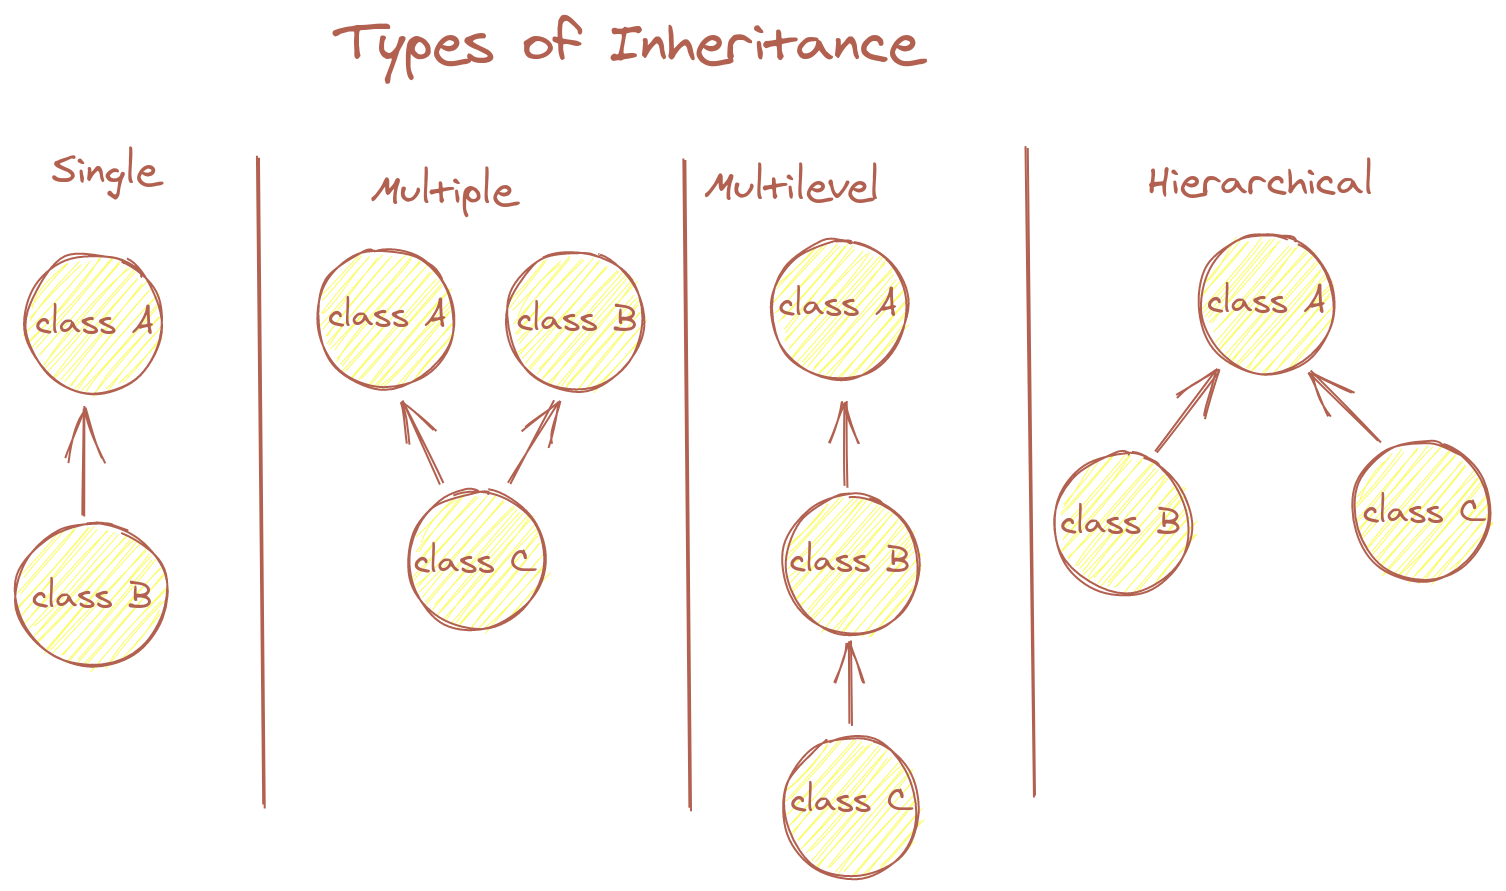 Types of Inheritance
Single
class A
class B
Multiple
class A
class B
class C
Multilevel
class A
class B
class C
Hierarchical
class A
class B
class C